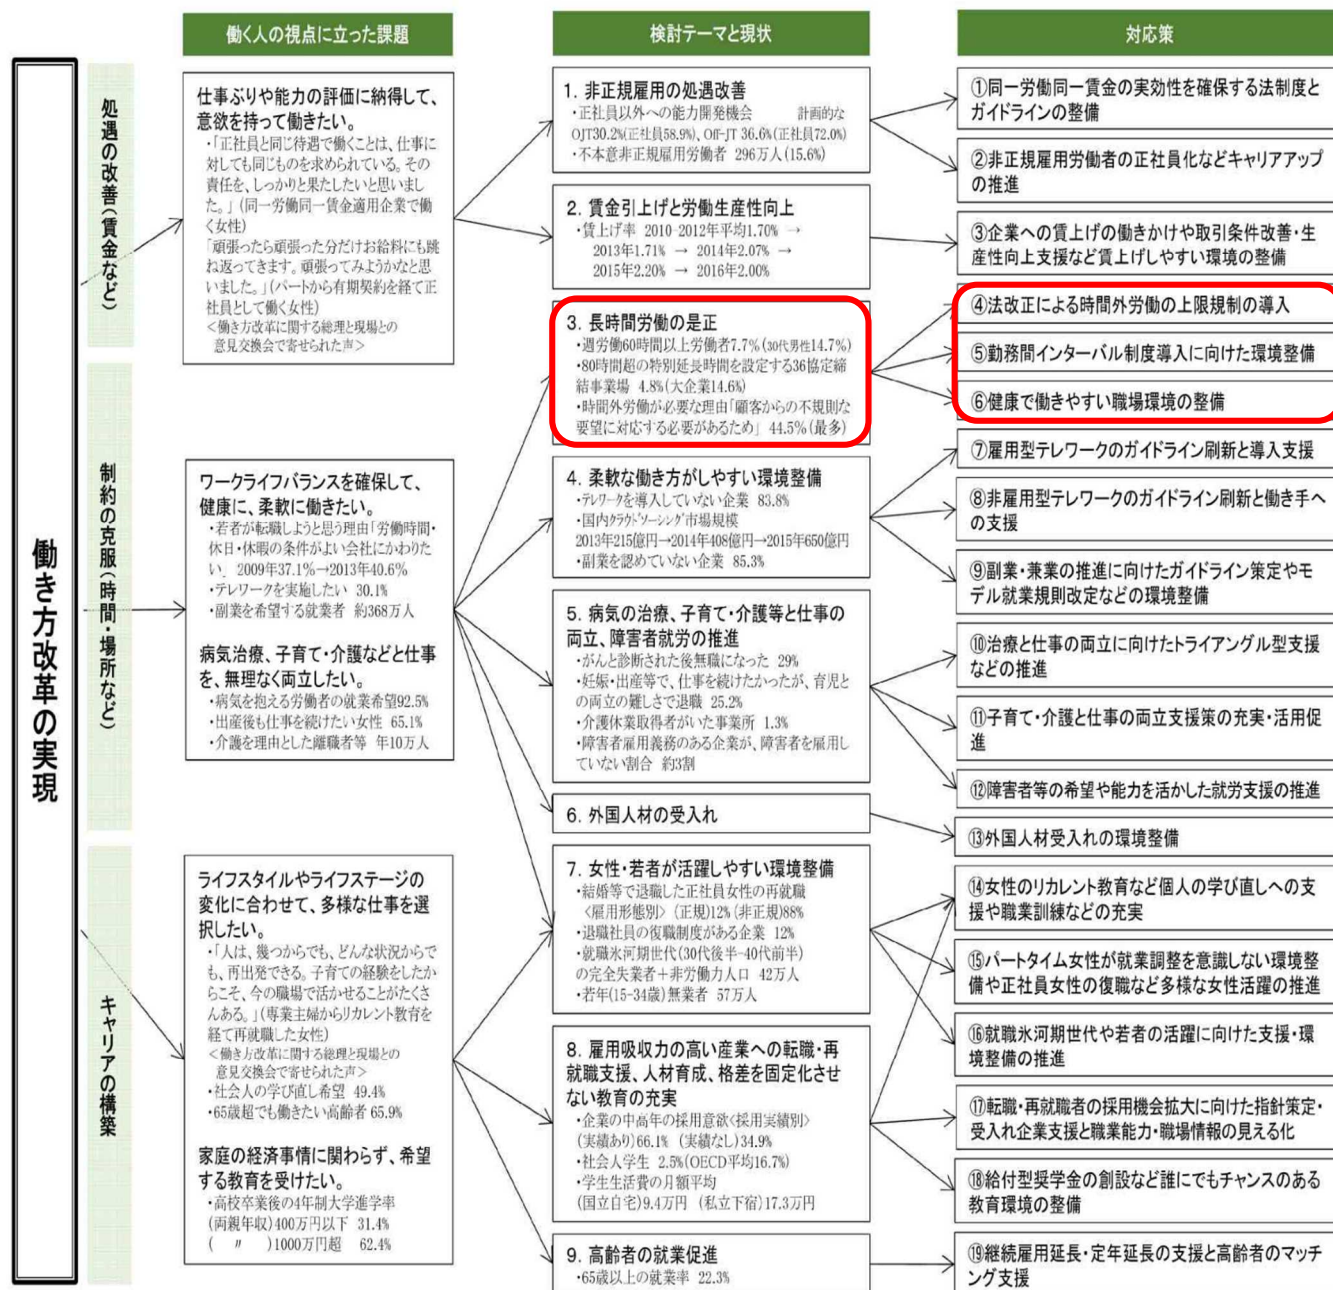 働く人の視点に立った課題
検討テーマと現状
対応策
働き方改革の実現
処遇の改善(賃金など)
仕事ぶりや能力の評価に納得して、
意欲を持って働きたい。
・「正社員と同じ待遇で働くことは、仕事に
対しても同じものを求められている。その
責任を、しっかりと果たしたいと思いまし
た。」(同一労働同一賃金適用企業で働
く女性)
「頑張ったら頑張った分だけお給料にも跳
ね返ってきます。頑張ってみようかなと思
いました。」(パートから有期契約を経て正
社員として働く女性)
<働き方改革に関する総理と現場との
意見交換会で寄せられた声>
制約の克服(時間・場所など)
ワークライフバランスを確保して、
健康に、柔軟に働きたい。
・若者が転職しようと思う理由「労働時間・
休日・休暇の条件がよい会社にかわりた
い」 2009年37.1%→2013年40.6%
・テレワークを実施したい 30.1%
・副業を希望する就業者 約368万人
病気治療、子育て・介護などと仕事
を、無理なく両立したい。
・病気を抱える労働者の就業希望92.5%
・出産後も仕事を続けたい女性 65.1%
・介護を理由とした離職者等 年10万人
キャリアの構築
ライフスタイルやライフステージの
変化に合わせて、多様な仕事を選
択したい。
・「人は、幾つからでも、どんな状況からで
も、再出発できる。子育ての経験をしたか
らこそ、今の職場で活かせることがたくさ
んある。」(専業主婦からリカレント教育を
経て再就職した女性)
<働き方改革に関する総理と現場との
意見交換会で寄せられた声>
・社会人の学び直し希望 49.4%
・65歳超でも働きたい高齢者 65.9%
家庭の経済事情に関わらず、希望
する教育を受けたい。
・高校卒業後の4年制大学進学率
(両親年収)400万円以下 31.4%
( 〃 )1000万円超 62.4%
1. 非正規雇用の処遇改善
・正社員以外への能力開発機会 計画的な
OJT30.2%(正社員58.9%)、Off-JT 36.6%(正社員72.0%)
・不本意非正規雇用労働者 296万人(15.6%)
2. 賃金引上げと労働生産性向上
・賃上げ率 2010-2012年平均1.70% →
2013年1.71% → 2014年2.07% →
2015年2.20% → 2016年2.00%
3. 長時間労働の是正
・週労働60時間以上労働者7.7%(30代男性14.7%)
・80時間超の特別延長時間を設定する36協定締
結事業場 4.8%(大企業14.6%)
・時間外労働が必要な理由「顧客からの不規則な
要望に対応する必要があるため」 44.5%(最多)
4. 柔軟な働き方がしやすい環境整備
・テレワークを導入していない企業 83.8%
・国内クラウドソーシング市場規模
2013年215億円→2014年408億円→2015年650億円
・副業を認めていない企業 85.3%
5. 病気の治療、子育て・介護等と仕事の
両立、障害者就労の推進
・がんと診断された後無職になった 29%
・妊娠・出産等で、仕事を続けたかったが、育児と
の両立の難しさで退職 25.2%
・介護休業取得者がいた事業所 1.3%
・障害者雇用義務のある企業が、障害者を雇用し
ていない割合 約3割
6. 外国人材の受入れ
7. 女性・若者が活躍しやすい環境整備
・結婚等で退職した正社員女性の再就職
〈雇用形態別〉(正規)12%(非正規)88%
・退職社員の復職制度がある企業 12%
・就職氷河期世代(30代後半-40代前半)
の完全失業者+非労働力人口 42万人
・若年(15-34歳)無業者 57万人
8. 雇用吸収力の高い産業への転職・再
就職支援、人材育成、格差を固定化させ
ない教育の充実
・企業の中高年の採用意欲<採用実績別>
(実績あり)66.1% (実績なし)34.9%
・社会人学生 2.5%(OECD平均16.7%)
・学生生活費の月額平均
(国立自宅)9.4万円 (私立下宿)17.3万円
9. 高齢者の就業促進
・65歳以上の就業率 22.3%
①同一労働同一賃金の実効性を確保する法制度と
ガイドラインの整備
②非正規雇用労働者の正社員化などキャリアアップ
の推進
③企業への賃上げの働きかけや取引条件改善・生
産性向上支援など賃上げしやすい環境の整備
④法改正による時間外労働の上限規制の導入
⑤勤務間インターバル制度導入に向けた環境整備
⑥健康で働きやすい職場環境の整備
⑦雇用型テレワークのガイドライン刷新と導入支援
⑧非雇用型テレワークのガイドライン刷新と働き手へ
の支援
⑨副業・兼業の推進に向けたガイドライン策定やモ
デル就業規則改定などの環境整備
⑩治療と仕事の両立に向けたトライアングル型支援
などの推進
⑪子育て・介護と仕事の両立支援策の充実・活用促
進
⑫障害者等の希望や能力を活かした就労支援の推進
⑬外国人材受入れの環境整備
⑭女性のリカレント教育など個人の学び直しへの支
援や職業訓練などの充実
⑮パートタイム女性が就業調整を意識しない環境整
備や正社員女性の復職など多様な女性活躍の推進
⑯就職氷河期世代や若者の活躍に向けた支援・環
境整備の推進
⑰転職・再就職者の採用機会拡大に向けた指針策定・
受入れ企業支援と職業能力・職場情報の見える化
⑱給付型奨学金の創設など誰にでもチャンスのある
教育環境の整備
⑲継続雇用延長・定年延長の支援と高齢者のマッチ
ング支援